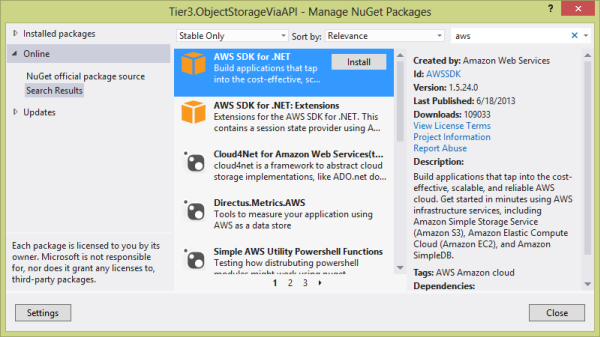 Tier3.ObjectStorageViaAPI - Manage NuGet Packages
Installed packages
Online
NuGet official package source
Search Results
Updates
Each package is licensed to you by its
owner. Microsoft is not responsible
for, nor does it grant any licenses to,
third-party packages.
Stable Only
Sort by: Relevance
aws
AWS SDK for .NET
Build applications that tap
into the cost-effective, sc...
Install
AWS SDK for .NET: Extensions
Extensions for the AWS SDK for .NET. This
contains a session state provider using A...
Cloud4Net for Amazon Web Services(t...
cloud4net is a framework to abstract cloud
storage implementations, like ADO.net do...
Directus.Metrics.AWS
Tools to measure your application using
AWS as a data store
Simple AWS Utility Powershell Functions
Testing how distrubuting powershell
modules might work using nuget
1 2 3
Created by: Amazon Web Services
Id: AWSSDK
Version: 1.5.24.0
Last Published: 6/18/2013
Downloads: 109033
View License Terms
Project Information
Report Abuse
Description:
Build applications that tap into the cost-
effective, scalable, and reliable AWS
cloud. Get started in minutes using AWS
infrastructure services, including
Amazon Simple Storage Service
(Amazon S3), Amazon Elastic Compute
Cloud (Amazon EC2), and Amazon
SimpleDB.
Tags: AWS Amazon cloud
Dependencies:
Settings
Close